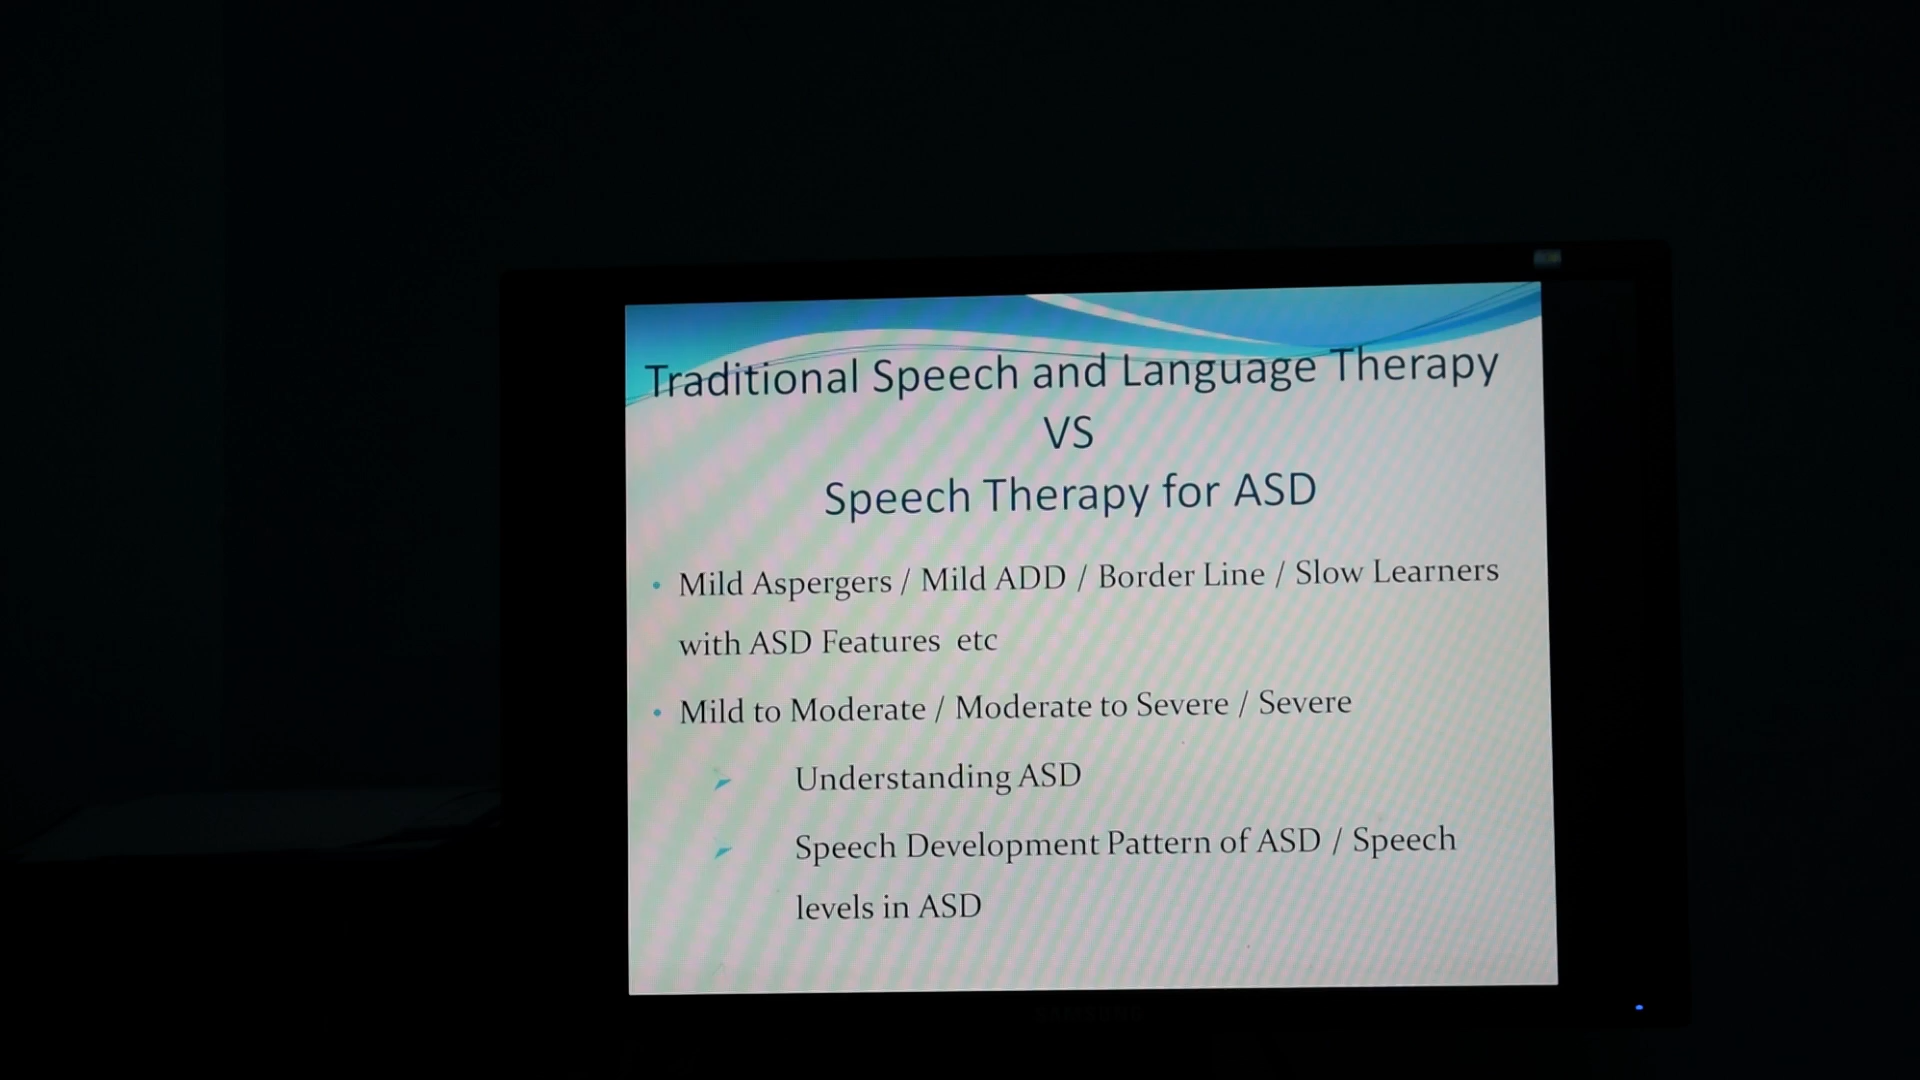 Traditional Speech and Language Therapy
VS
Speech Therapy for ASD
• Mild Aspergers / Mild ADD / Border Line / Slow Learners
with ASD Features etc
• Mild to Moderate / Moderate to Severe / Severe
➢ Understanding ASD
➢ Speech Development Pattern of ASD / Speech
levels in ASD
SAMSUNG